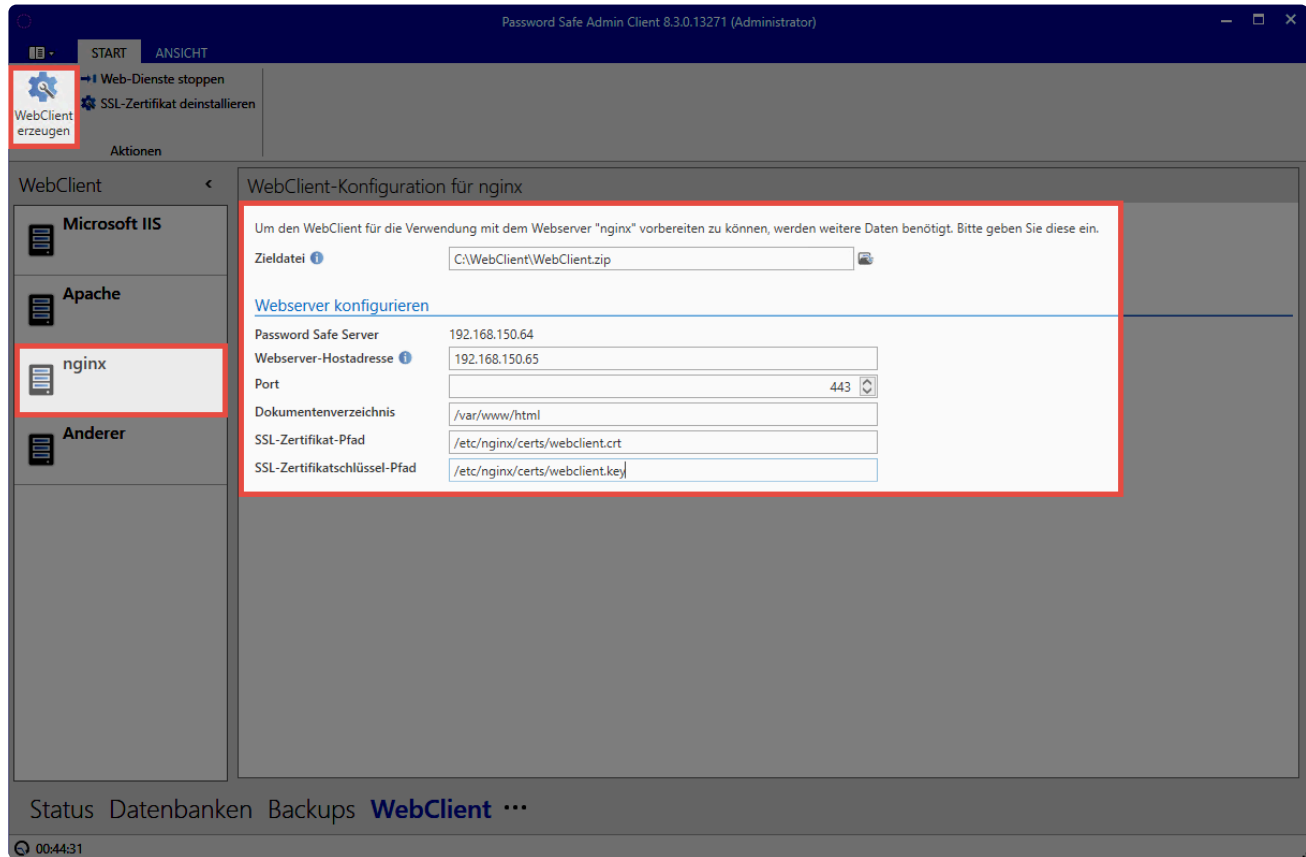 Password Safe Admin Client 8.3.0.13271 (Administrator)
START ANSICHT
WebClient
erzeugen
Web-Dienste stoppen
SSL-Zertifikat deinstallieren
Aktionen
WebClient
Microsoft IIS
Apache
nginx
Anderer
WebClient-Konfiguration für nginx
Um den WebClient für die Verwendung mit dem Webserver "nginx" vorbereiten zu können, werden weitere Daten benötigt. Bitte geben Sie diese ein.
Zieldatei C:\WebClient\WebClient.zip
Webserver konfigurieren
Password Safe Server 192.168.150.64
Webserver-Hostadresse 192.168.150.65
Port 443
Dokumentenverzeichnis /var/www/html
SSL-Zertifikat-Pfad /etc/nginx/certs/webclient.crt
SSL-Zertifikatschlüssel-Pfad /etc/nginx/certs/webclient.key
Status Datenbanken Backups WebClient ···
00:44:31